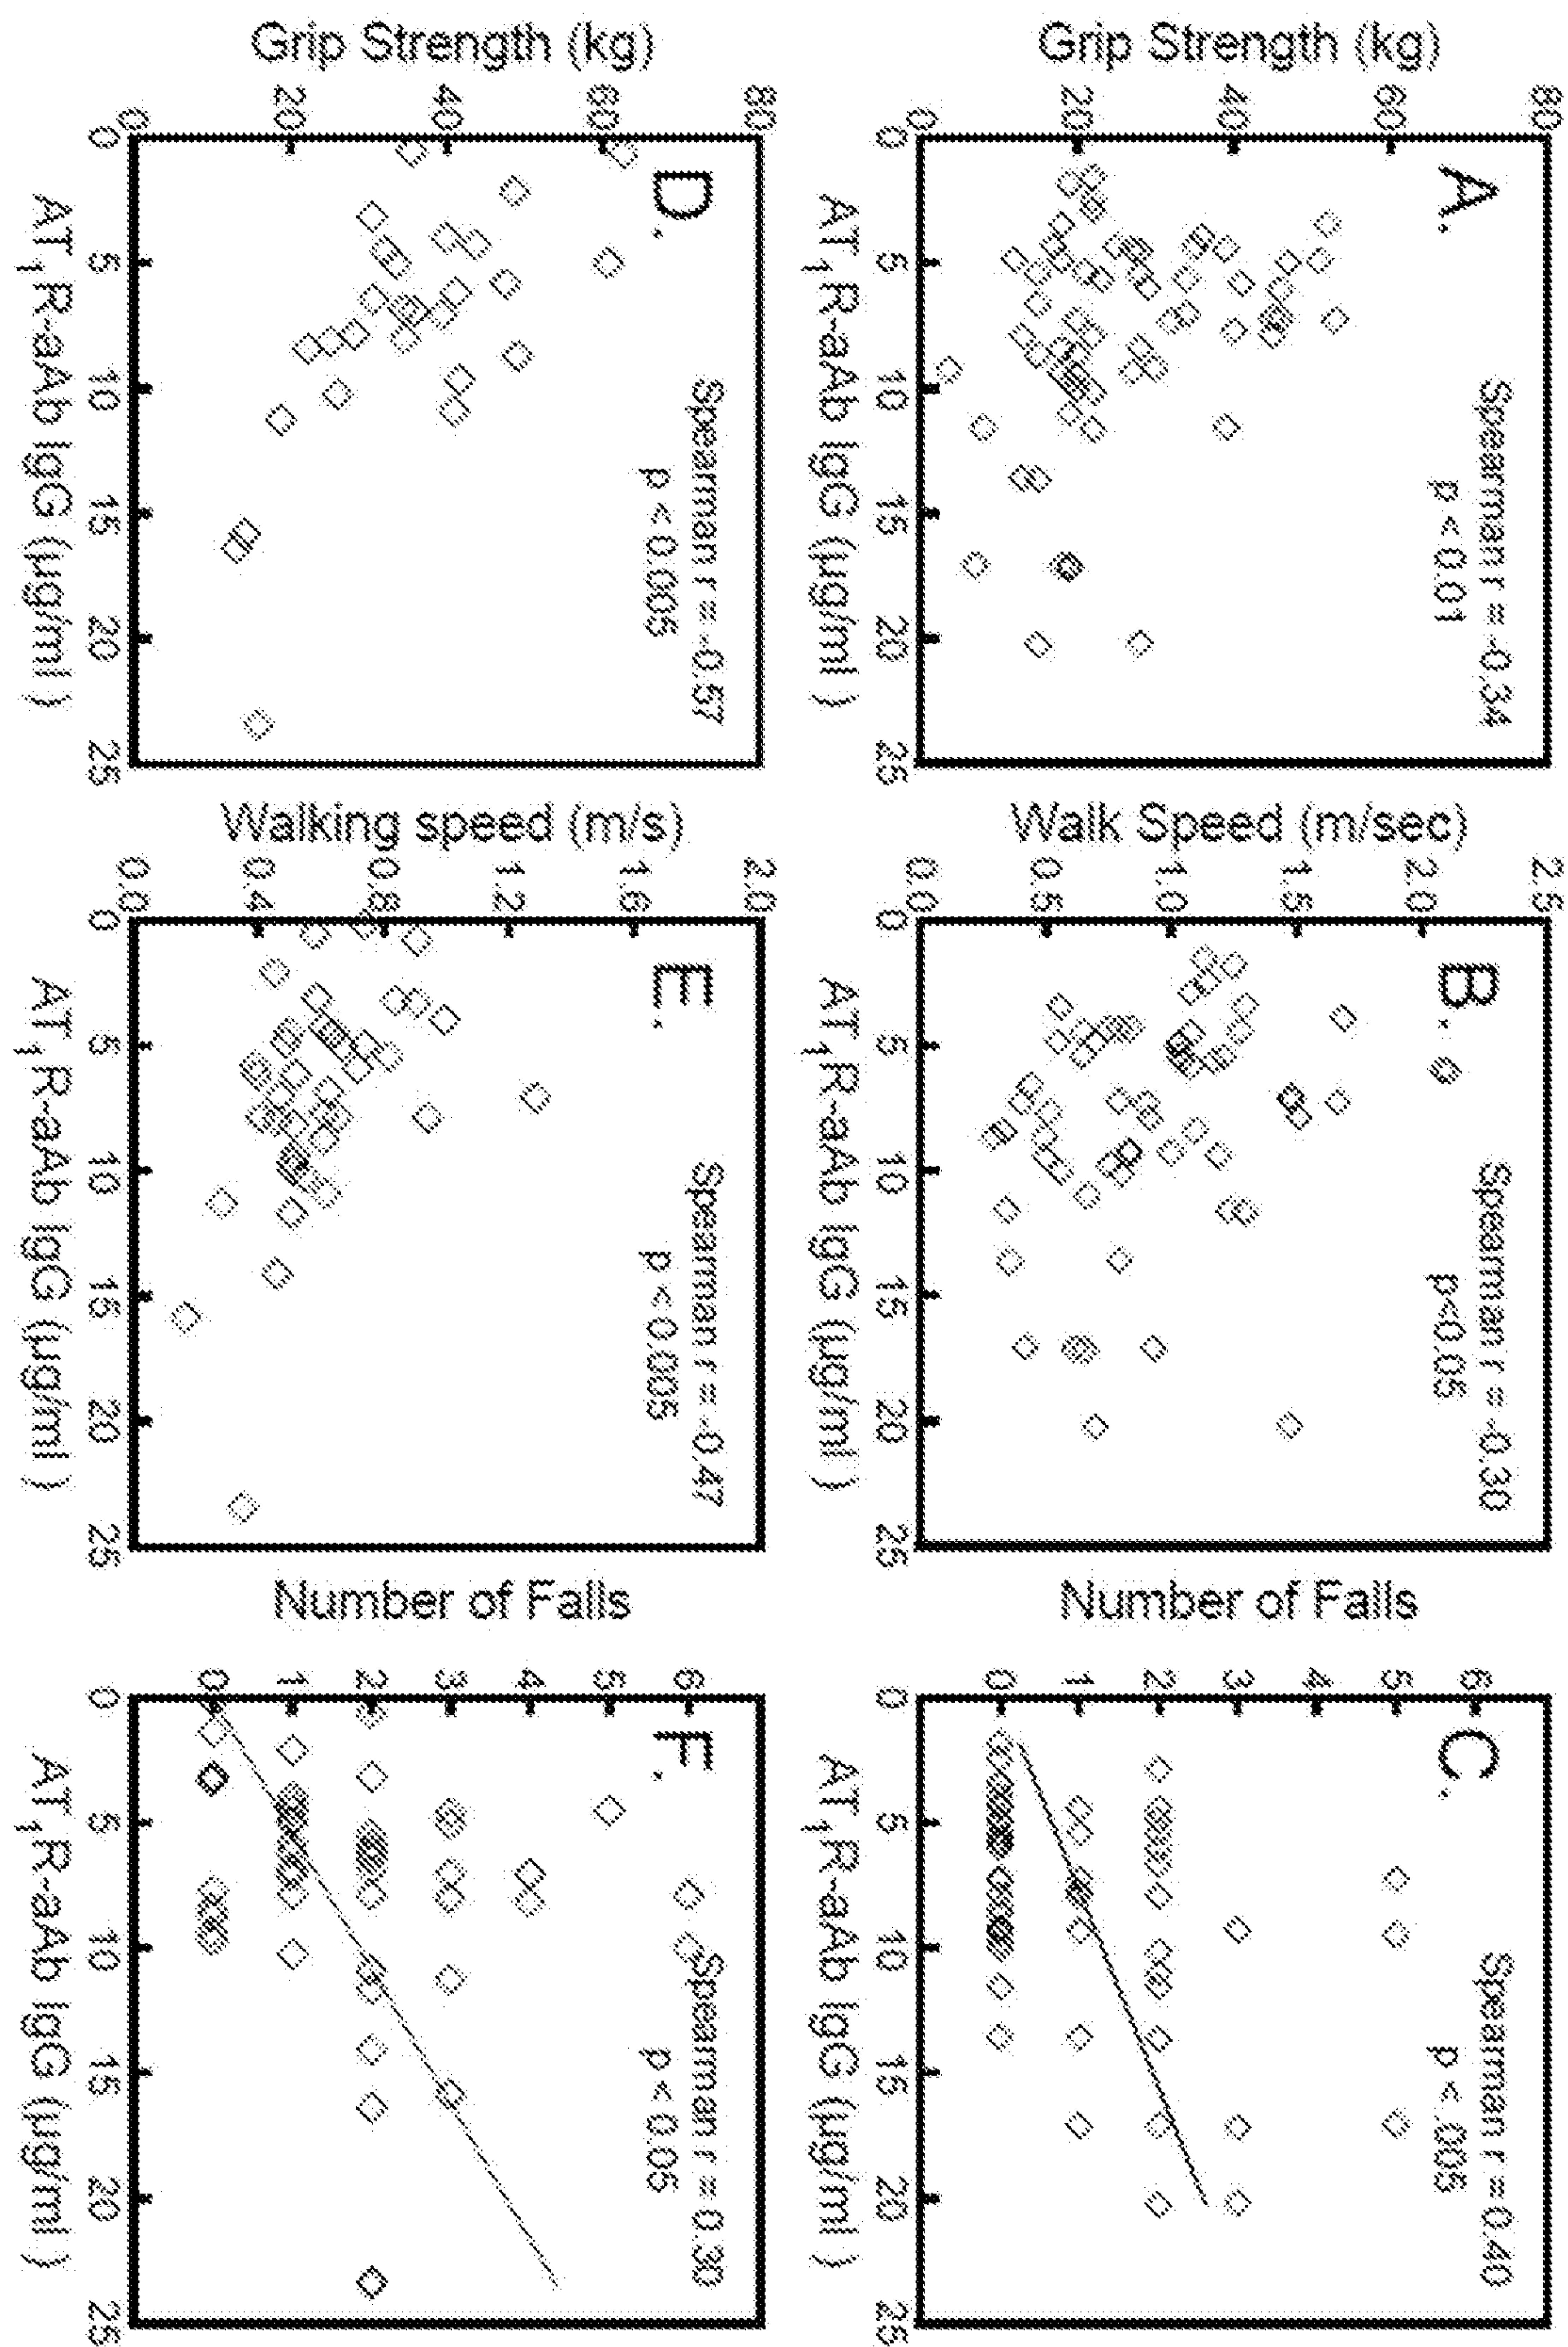 A.
Spearman r = -0.34
p < 0.01
Grip Strength (kg)
80
60
40
20
0
0 5 10 15 20 25
AT1R-aAb IgG (µg/ml )
B.
Spearman r = -0.30
p<0.05
Walk Speed (m/sec)
2.5
2.0
1.5
1.0
0.5
0.0
0 5 10 15 20 25
AT1R-aAb IgG (µg/ml )
C.
Spearman r = 0.40
p < .005
Number of Falls
6
5
4
3
2
1
0
0 5 10 15 20 25
AT1R-aAb IgG (µg/ml )
D.
Spearman r = -0.57
p < 0.005
Grip Strength (kg)
80
60
40
20
0
0 5 10 15 20 25
AT1R-aAb IgG (µg/ml )
E.
Spearman r = -0.47
p < 0.005
Walking speed (m/s)
2.0
1.6
1.2
0.8
0.4
0.0
0 5 10 15 20 25
AT1R-aAb IgG (µg/ml )
F.
Spearman r = 0.30
p < 0.05
Number of Falls
6
5
4
3
2
1
0
0 5 10 15 20 25
AT1R-aAb IgG (µg/ml )